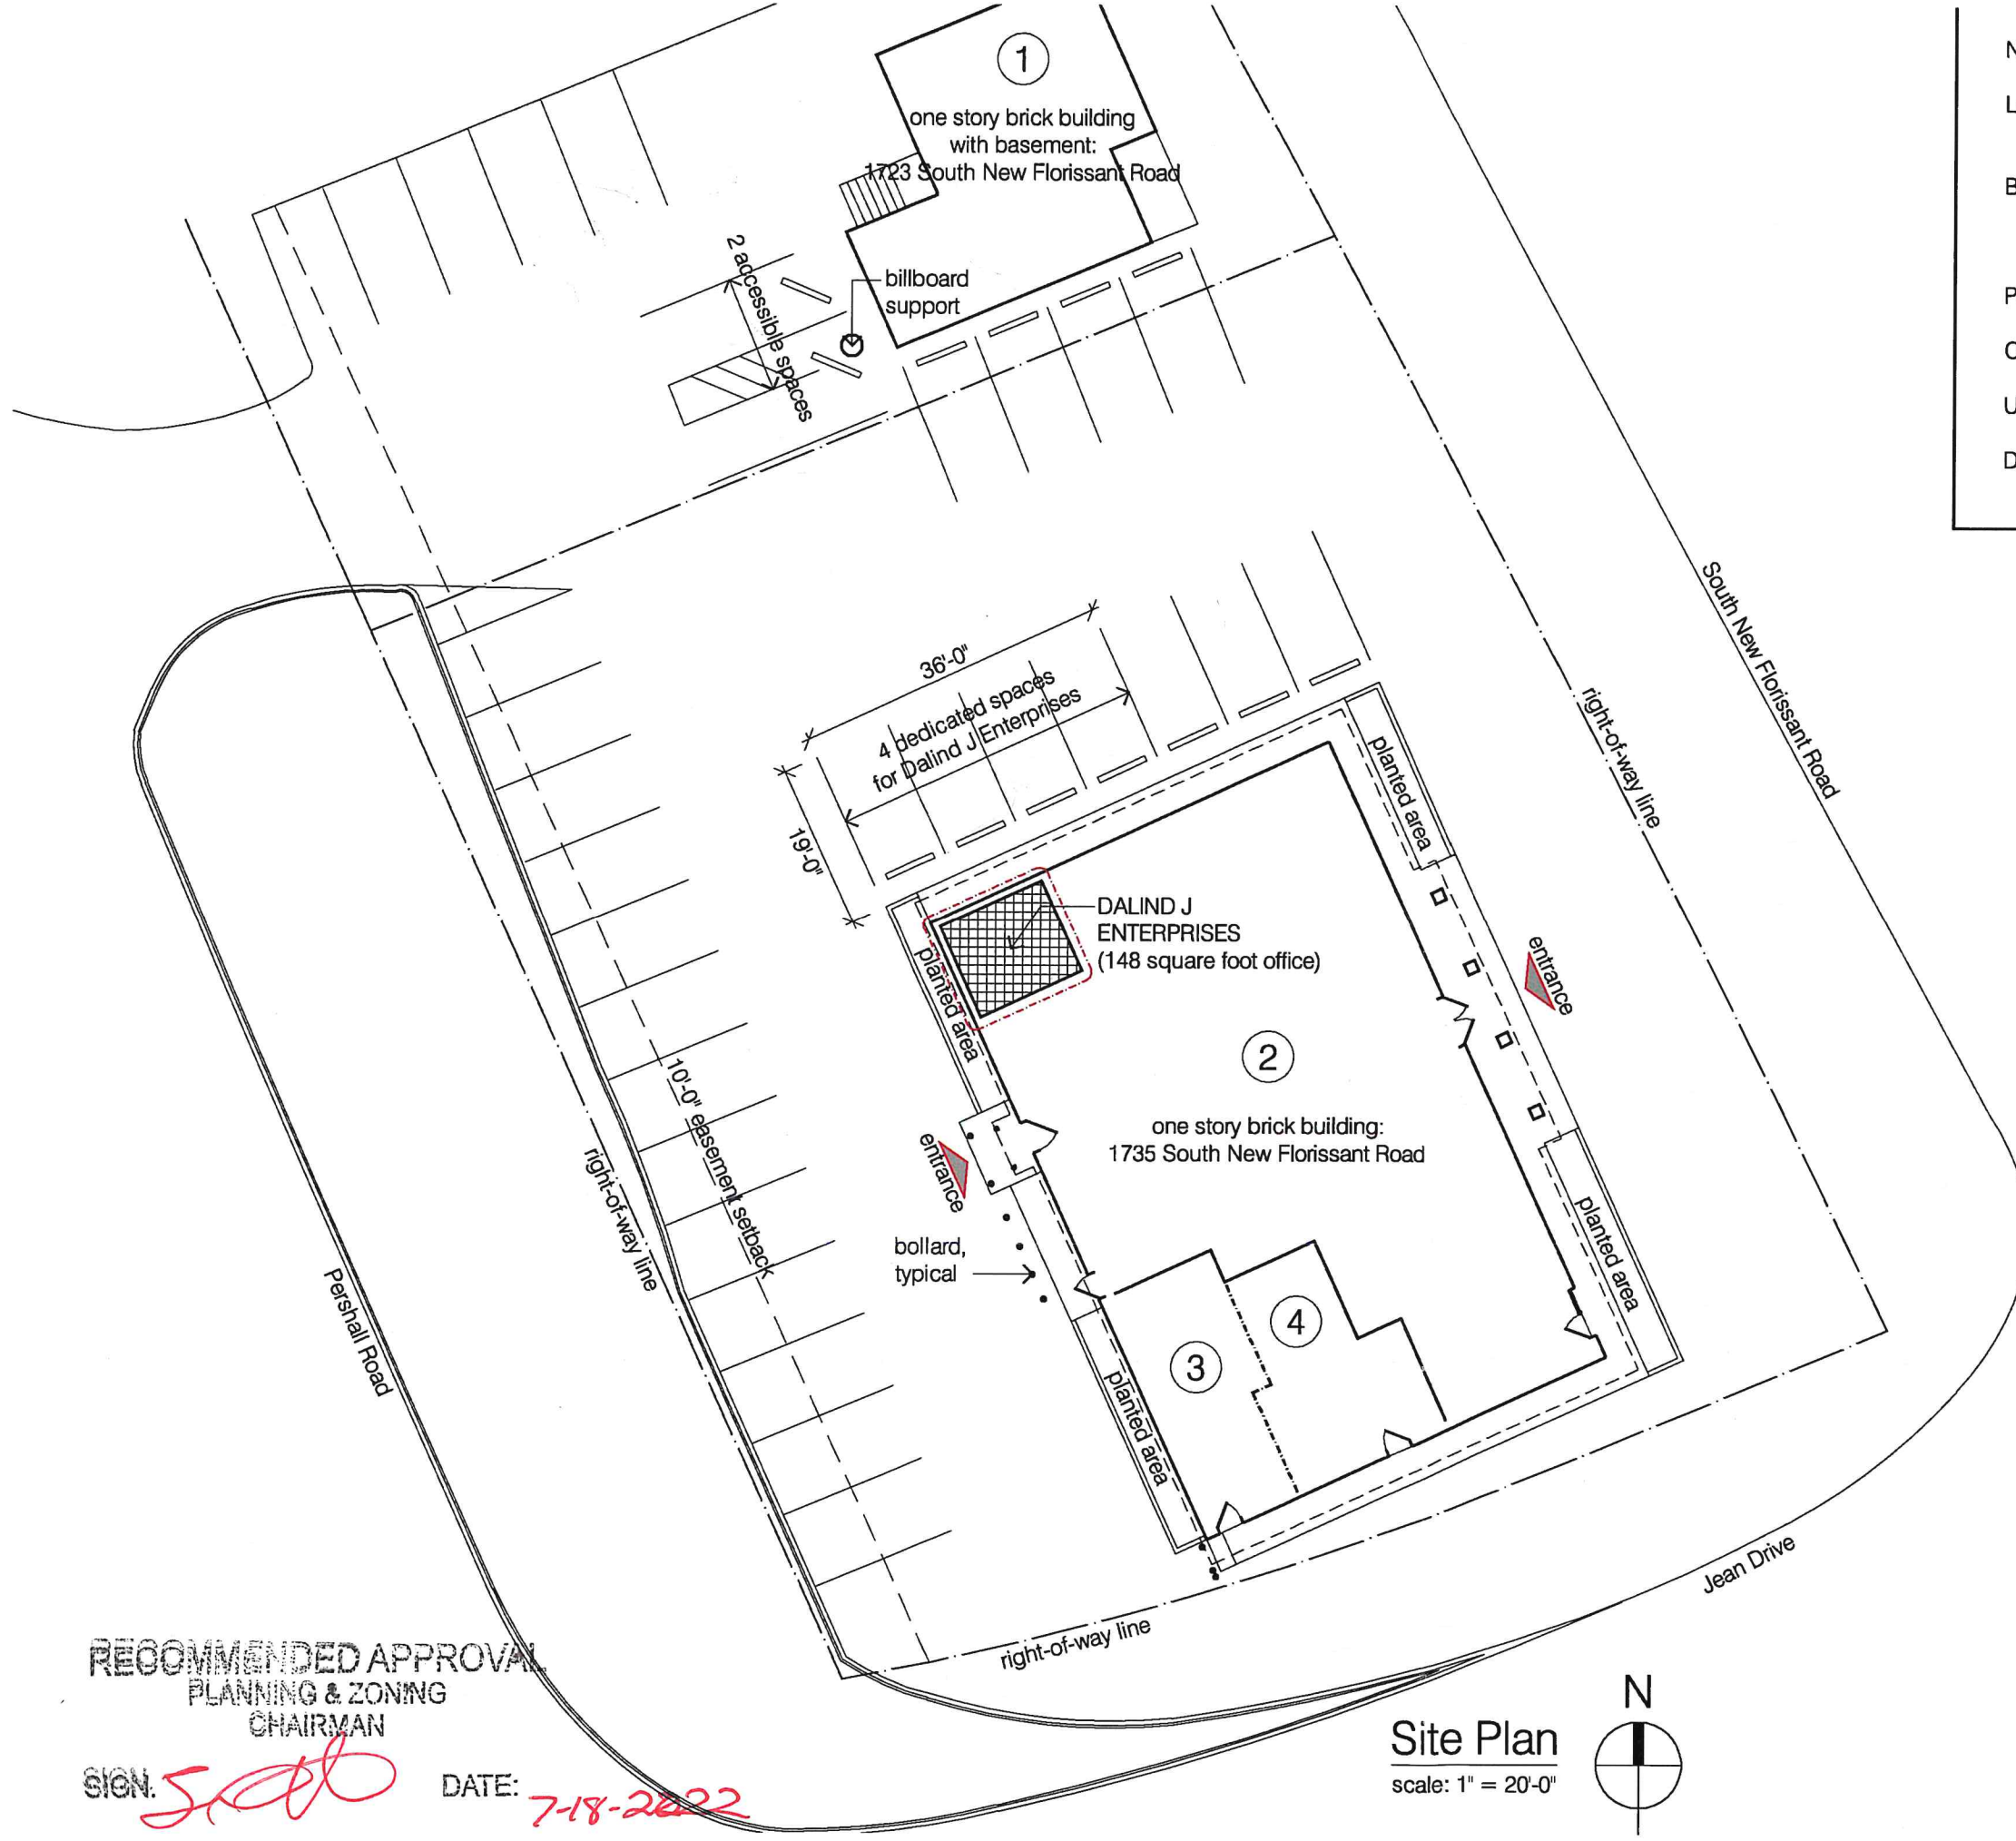 1
one story brick building
with basement:
1723 South New Florissant Road
billboard
support
2 accessible spaces
N
L
B
P
C
U
D
South New Florissant Road
right-of-way line
36'-0"
4 dedicated spaces
for Dalind J Enterprises
19'-0"
planted area
DALIND J
ENTERPRISES
(148 square foot office)
planted area
entrance
2
one story brick building:
1735 South New Florissant Road
10'-0" easement setback
right-of-way line
entrance
bollard,
typical
planted area
4
3
planted area
Pershall Road
Jean Drive
right-of-way line
RECOMMENDED APPROVAL
PLANNING & ZONING
CHAIRMAN
SIGN.
DATE: 7-18-2022
Site Plan
scale: 1" = 20'-0"
N